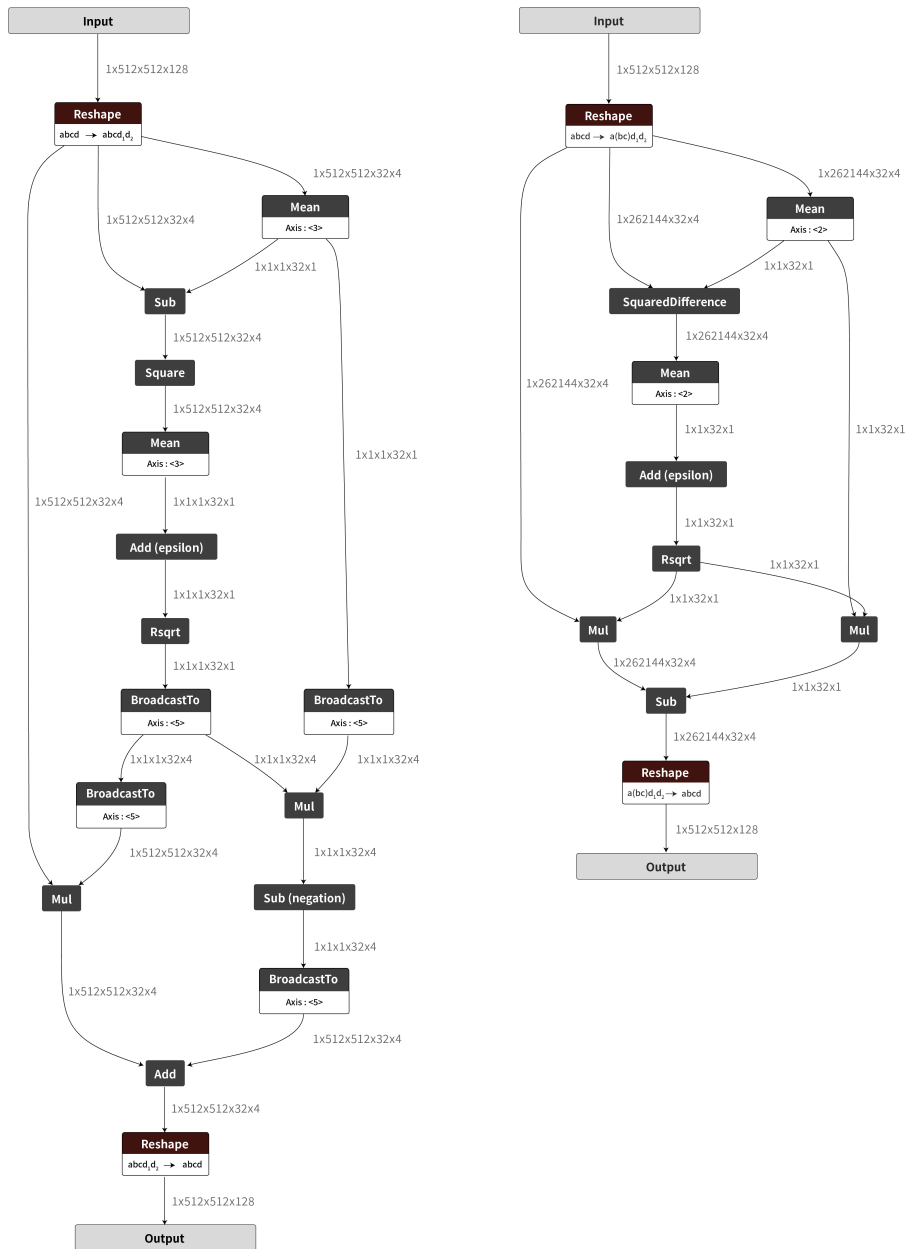 Input
1x512x512x128
Reshape
abcd → abcd₁d₂
1x512x512x32x4
1x512x512x32x4
Mean
Axis : <3>
1x1x1x32x1
Sub
1x512x512x32x4
Square
1x512x512x32x4
Mean
Axis : <3>
1x1x1x32x1
1x512x512x32x4
1x1x1x32x1
Add (epsilon)
1x1x1x32x1
Rsqrt
1x1x1x32x1
BroadcastTo
Axis : <5>
BroadcastTo
Axis : <5>
1x1x1x32x4
1x1x1x32x4
1x1x1x32x4
BroadcastTo
Axis : <5>
Mul
1x512x512x32x4
1x1x1x32x4
Mul
Sub (negation)
1x1x1x32x4
BroadcastTo
Axis : <5>
1x512x512x32x4
1x512x512x32x4
Add
1x512x512x32x4
Reshape
abcd₁d₂ → abcd
1x512x512x128
Output
Input
1x512x512x128
Reshape
abcd → a(bc)d₁d₂
1x262144x32x4
1x262144x32x4
Mean
Axis : <2>
1x1x32x1
SquaredDifference
1x262144x32x4
Mean
Axis : <2>
1x262144x32x4
1x1x32x1
1x1x32x1
Add (epsilon)
1x1x32x1
Rsqrt
1x1x32x1
1x1x32x1
Mul
Mul
1x262144x32x4
1x1x32x1
Sub
1x262144x32x4
Reshape
a(bc)d₁d₂ → abcd
1x512x512x128
Output